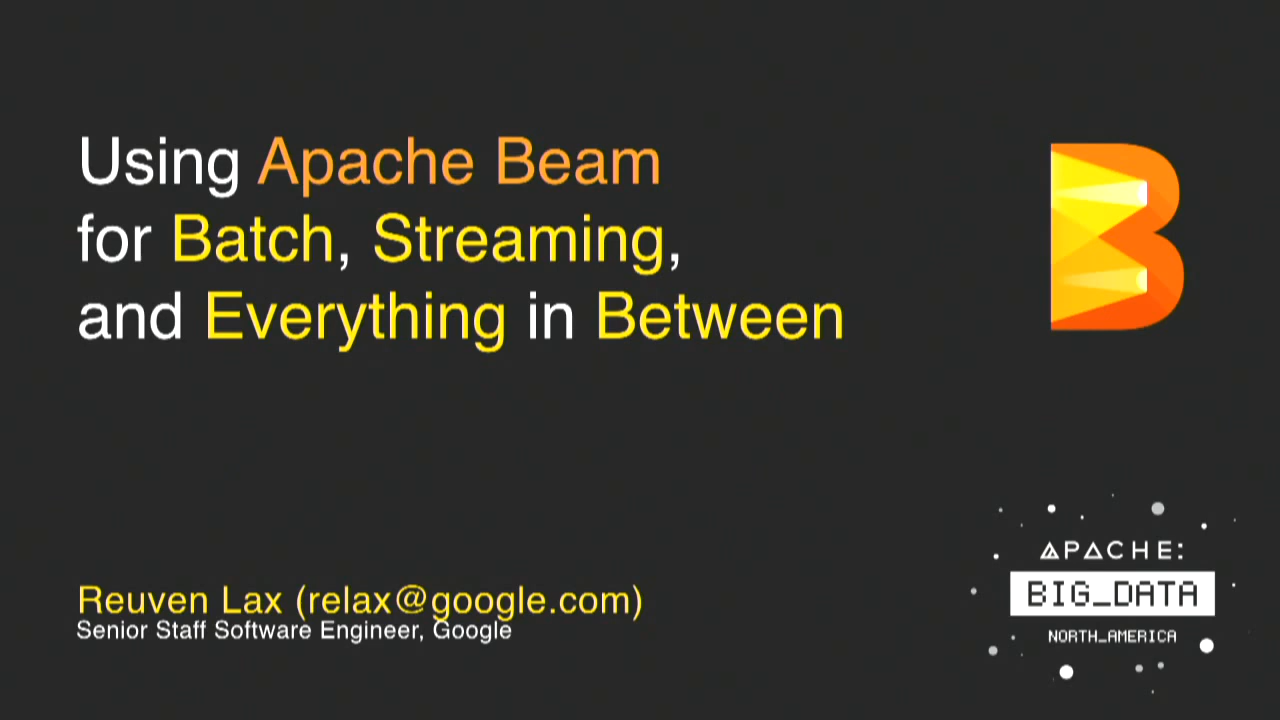 Using Apache Beam
for Batch, Streaming,
and Everything in Between
Reuven Lax (relax@google.com)
Senior Staff Software Engineer, Google
APACHE:
BIG_DATA
NORTH_AMERICA